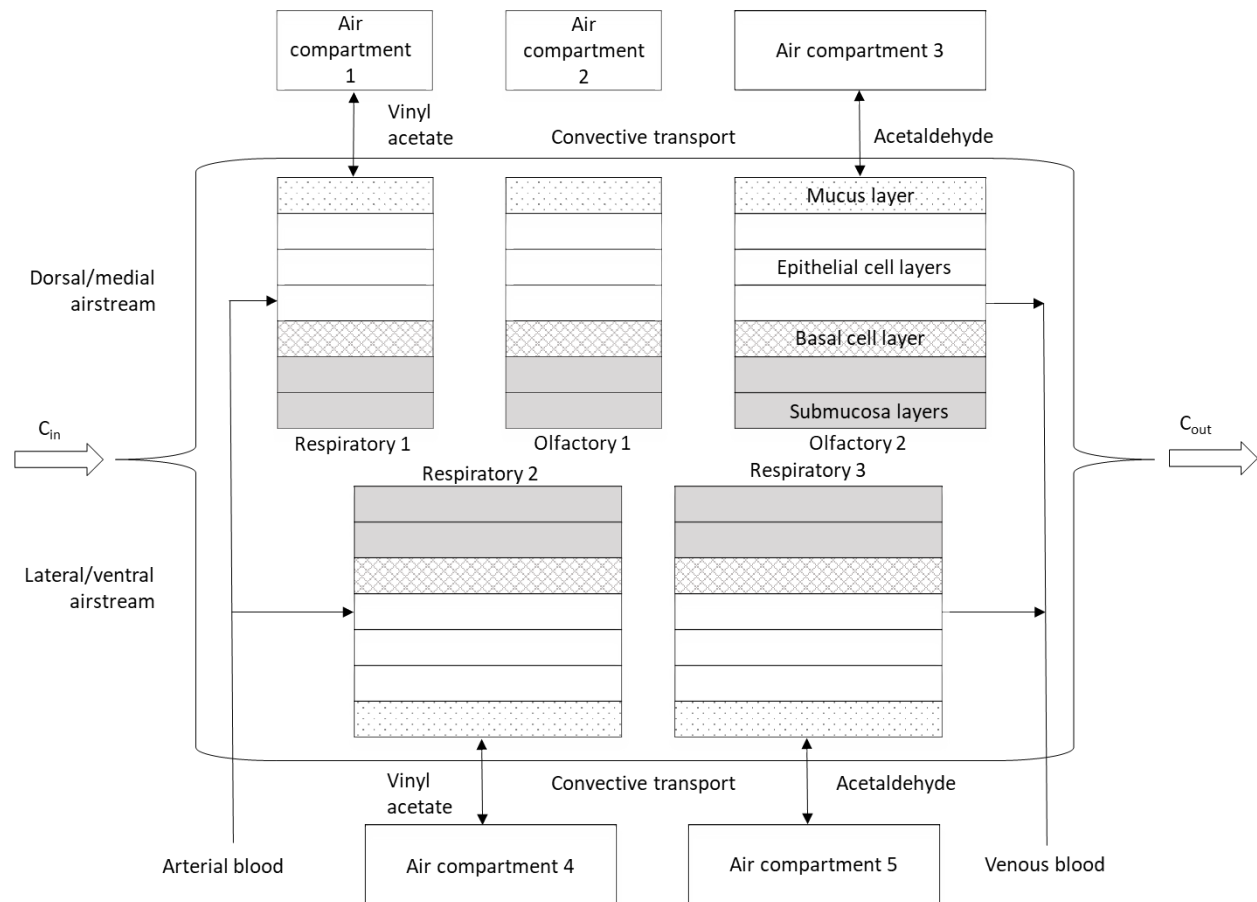 Air
compartment
1
Air
compartment
2
Air compartment 3
Vinyl
acetate
Convective transport
Acetaldehyde
Mucus layer
Epithelial cell layers
Dorsal/medial
airstream
Basal cell layer
Submucosa layers
C_in
Respiratory 1
Olfactory 1
Olfactory 2
C_out
Respiratory 2
Respiratory 3
Lateral/ventral
airstream
Vinyl
acetate
Convective transport
Acetaldehyde
Arterial blood
Air compartment 4
Air compartment 5
Venous blood